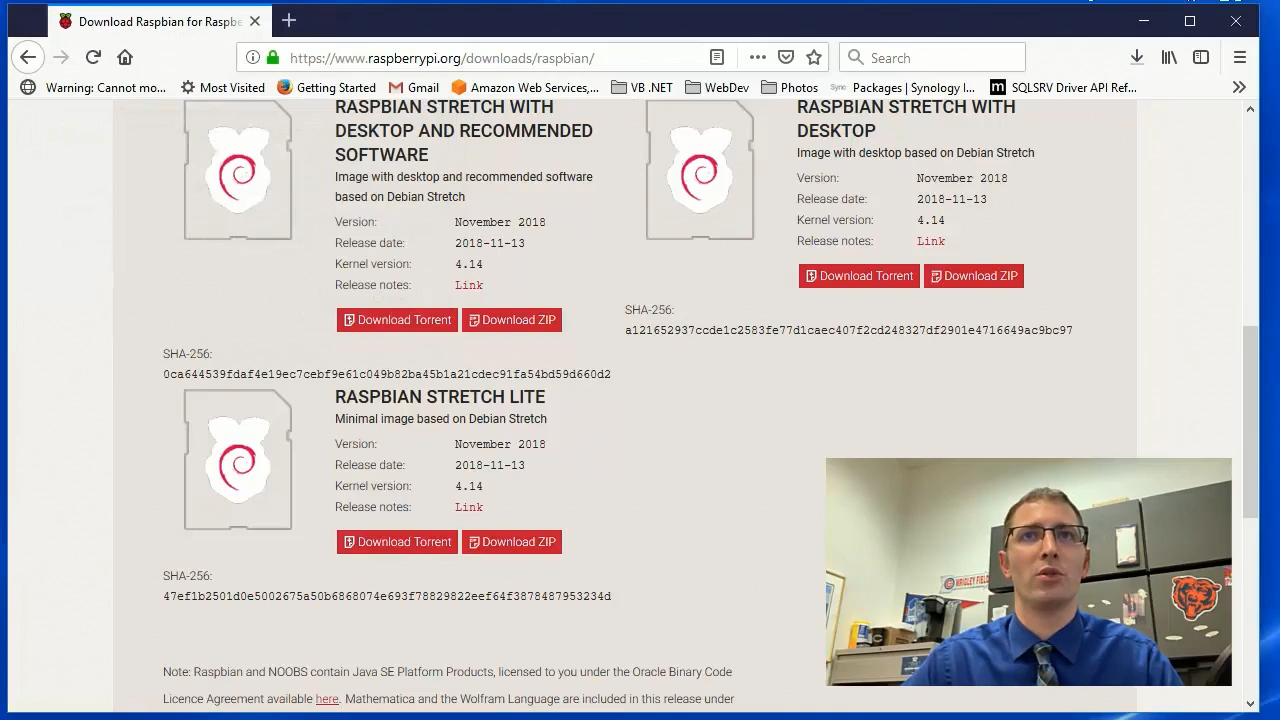 Download Raspbian for Raspbe
https://www.raspberrypi.org/downloads/raspbian/
Search
Warning: Cannot mo...
Most Visited
Getting Started
Gmail
Amazon Web Services,...
VB .NET
WebDev
Photos
Sync
Packages | Synology I...
m
SQLSRV Driver API Ref...
RASPBIAN STRETCH WITH
DESKTOP AND RECOMMENDED
SOFTWARE
Image with desktop and recommended software
based on Debian Stretch
Version: November 2018
Release date: 2018-11-13
Kernel version: 4.14
Release notes: Link
Download Torrent Download ZIP
SHA-256:
0ca644539fdaf4e19ec7cebf9e61c049b82ba45b1a21cdec91fa54bd59d660d2
RASPBIAN STRETCH WITH
DESKTOP
Image with desktop based on Debian Stretch
Version: November 2018
Release date: 2018-11-13
Kernel version: 4.14
Release notes: Link
Download Torrent Download ZIP
SHA-256:
a121652937ccde1c2583fe77d1caec407f2cd248327df2901e4716649ac9bc97
RASPBIAN STRETCH LITE
Minimal image based on Debian Stretch
Version: November 2018
Release date: 2018-11-13
Kernel version: 4.14
Release notes: Link
Download Torrent Download ZIP
SHA-256:
Note: Raspbian and NOOBS contain Java SE Platform Products, licensed to you under the Oracle Binary Code
Licence Agreement available here. Mathematica and the Wolfram Language are included in this release under
WRIGLEY FIELD